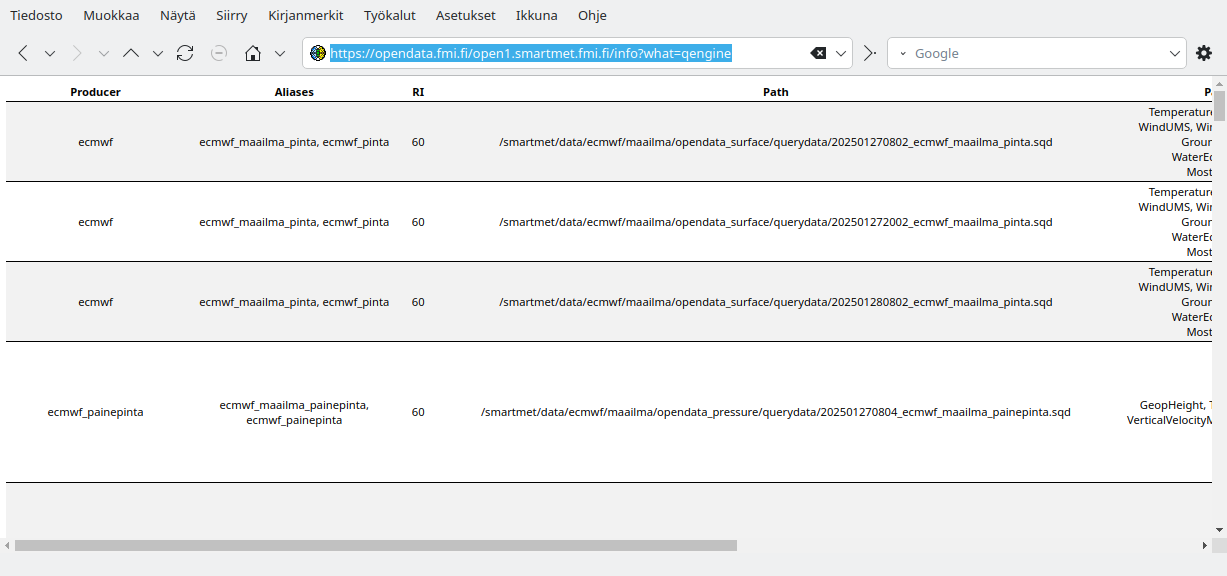 Tiedosto Muokkaa Näytä Siirry Kirjanmerkit Työkalut Asetukset Ikkuna Ohje
https://opendata.fmi.fi/open1.smartmet.fmi.fi/info?what=qengine Google
Producer Aliases RI Path P
ecmwf ecmwf_maailma_pinta, ecmwf_pinta 60 /smartmet/data/ecmwf/maailma/opendata_surface/querydata/202501270802_ecmwf_maailma_pinta.sqd
Temperature
WindUMS, Win
Groun
WaterEc
Most
ecmwf ecmwf_maailma_pinta, ecmwf_pinta 60 /smartmet/data/ecmwf/maailma/opendata_surface/querydata/202501272002_ecmwf_maailma_pinta.sqd
Temperature
WindUMS, Win
Groun
WaterEc
Most
ecmwf ecmwf_maailma_pinta, ecmwf_pinta 60 /smartmet/data/ecmwf/maailma/opendata_surface/querydata/202501280802_ecmwf_maailma_pinta.sqd
Temperature
WindUMS, Win
Groun
WaterEc
Most
ecmwf_painepinta ecmwf_maailma_painepinta,
ecmwf_painepinta 60 /smartmet/data/ecmwf/maailma/opendata_pressure/querydata/202501270804_ecmwf_maailma_painepinta.sqd
GeopHeight, T
VerticalVelocityM